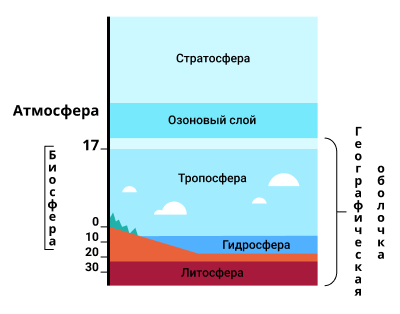 Стратосфера
Атмосфера
Озоновый слой
17
Тропосфера
Биосфера
0
10
20
30
Гидросфера
Литосфера
Географическая
оболочка